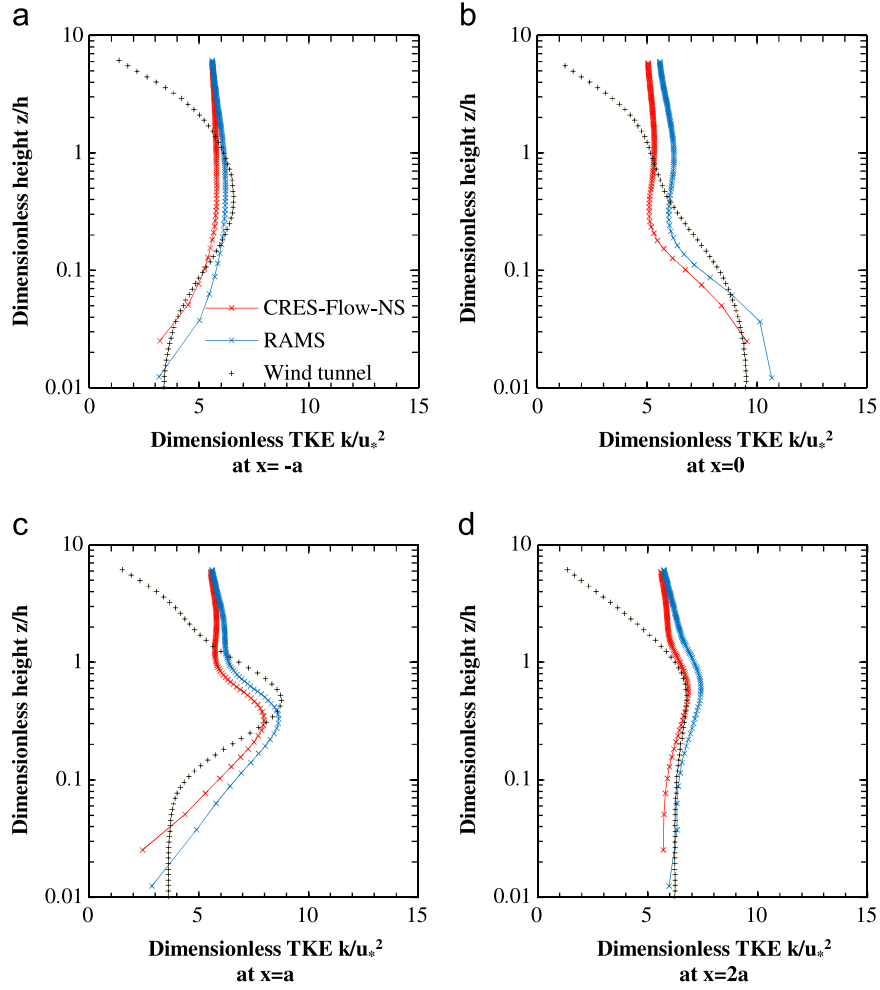 a
10
1
0.1
0.01
Dimensionless height z/h
CRES-Flow-NS
RAMS
Wind tunnel
0 5 10 15
Dimensionless TKE k/u*²
at x= -a
b
10
1
0.1
0.01
Dimensionless height z/h
0 5 10 15
Dimensionless TKE k/u*²
at x=0
c
10
1
0.1
0.01
Dimensionless height z/h
0 5 10 15
Dimensionless TKE k/u*²
at x=a
d
10
1
0.1
0.01
Dimensionless height z/h
0 5 10 15
Dimensionless TKE k/u*²
at x=2a